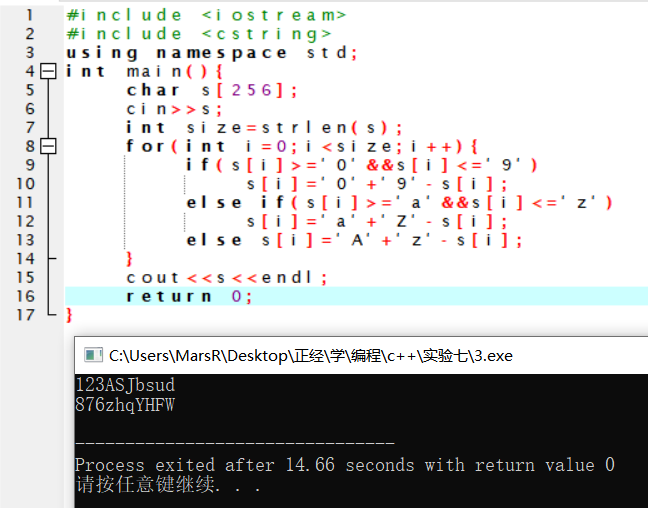 1 #include <iostream>
2 #include <cstring>
3 using namespace std;
4 int main(){
5 char s[256];
6 cin>>s;
7 int size=strlen(s);
8 for(int i=0;i<size;i++){
9 if(s[i]>='0'&&s[i]<='9')
10 s[i]='0'+'9'-s[i];
11 else if(s[i]>='a'&&s[i]<='z')
12 s[i]='a'+'Z'-s[i];
13 else s[i]='A'+'z'-s[i];
14 }
15 cout<<s<<endl;
16 return 0;
17 }
C:\Users\MarsR\Desktop\正经\学\编程\c++\实验七\3.exe
123ASJbsud
876zhqYHFW
--------------------------------
Process exited after 14.66 seconds with return value 0
请按任意键继续. . .